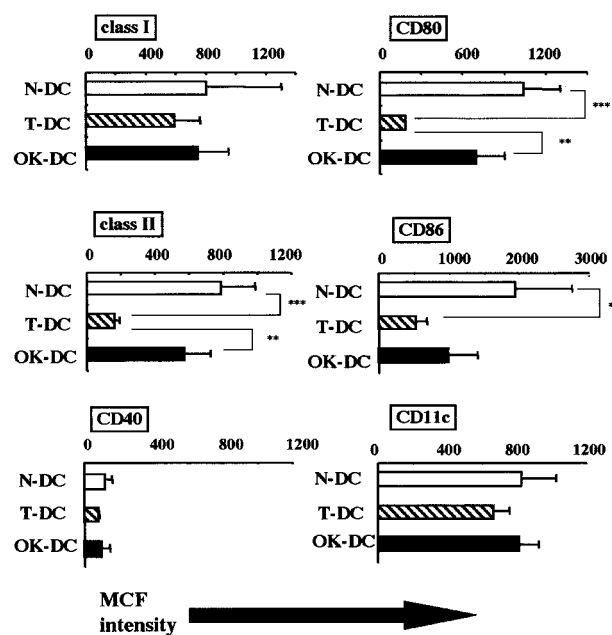 class I
0 400 800 1200
N-DC
T-DC
OK-DC
CD80
0 600 1200
N-DC
T-DC
OK-DC
***
**
class II
0 400 800 1200
N-DC
T-DC
OK-DC
***
**
CD86
0 1000 2000 3000
N-DC
T-DC
OK-DC
*
CD40
0 400 800 1200
N-DC
T-DC
OK-DC
CD11c
0 400 800 1200
N-DC
T-DC
OK-DC
MCF
intensity